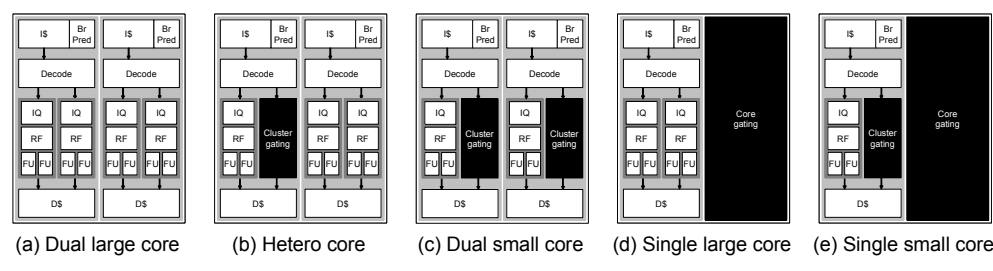 I$ Br Pred I$ Br Pred
Decode Decode
IQ IQ IQ IQ
RF RF RF RF
FU FU FU FU FU FU FU FU
D$ D$
(a) Dual large core
I$ Br Pred I$ Br Pred
Decode Decode
IQ IQ IQ
RF Cluster gating RF RF
FU FU FU FU FU FU
D$ D$
(b) Hetero core
I$ Br Pred I$ Br Pred
Decode Decode
IQ IQ
RF Cluster gating RF Cluster gating
FU FU FU FU
D$ D$
(c) Dual small core
I$ Br Pred
Decode
IQ IQ
RF RF
FU FU FU FU
D$
Core gating
(d) Single large core
I$ Br Pred
Decode
IQ
RF Cluster gating
FU FU
D$
Core gating
(e) Single small core